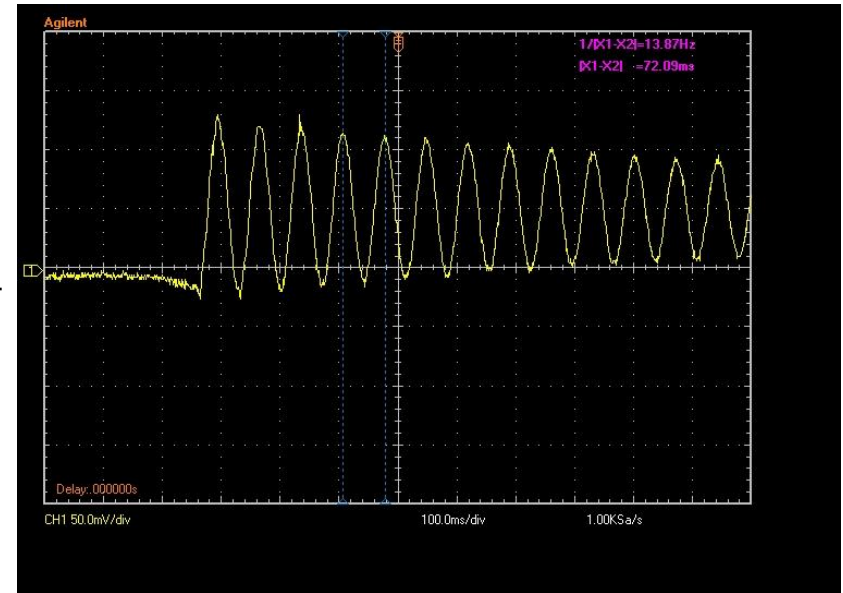 Agilent
1/|X1-X2|=13.87Hz
|X1-X2| =72.09ms
1
Delay:.000000s
CH1 50.0mV/div 100.0ms/div 1.00KSa/s